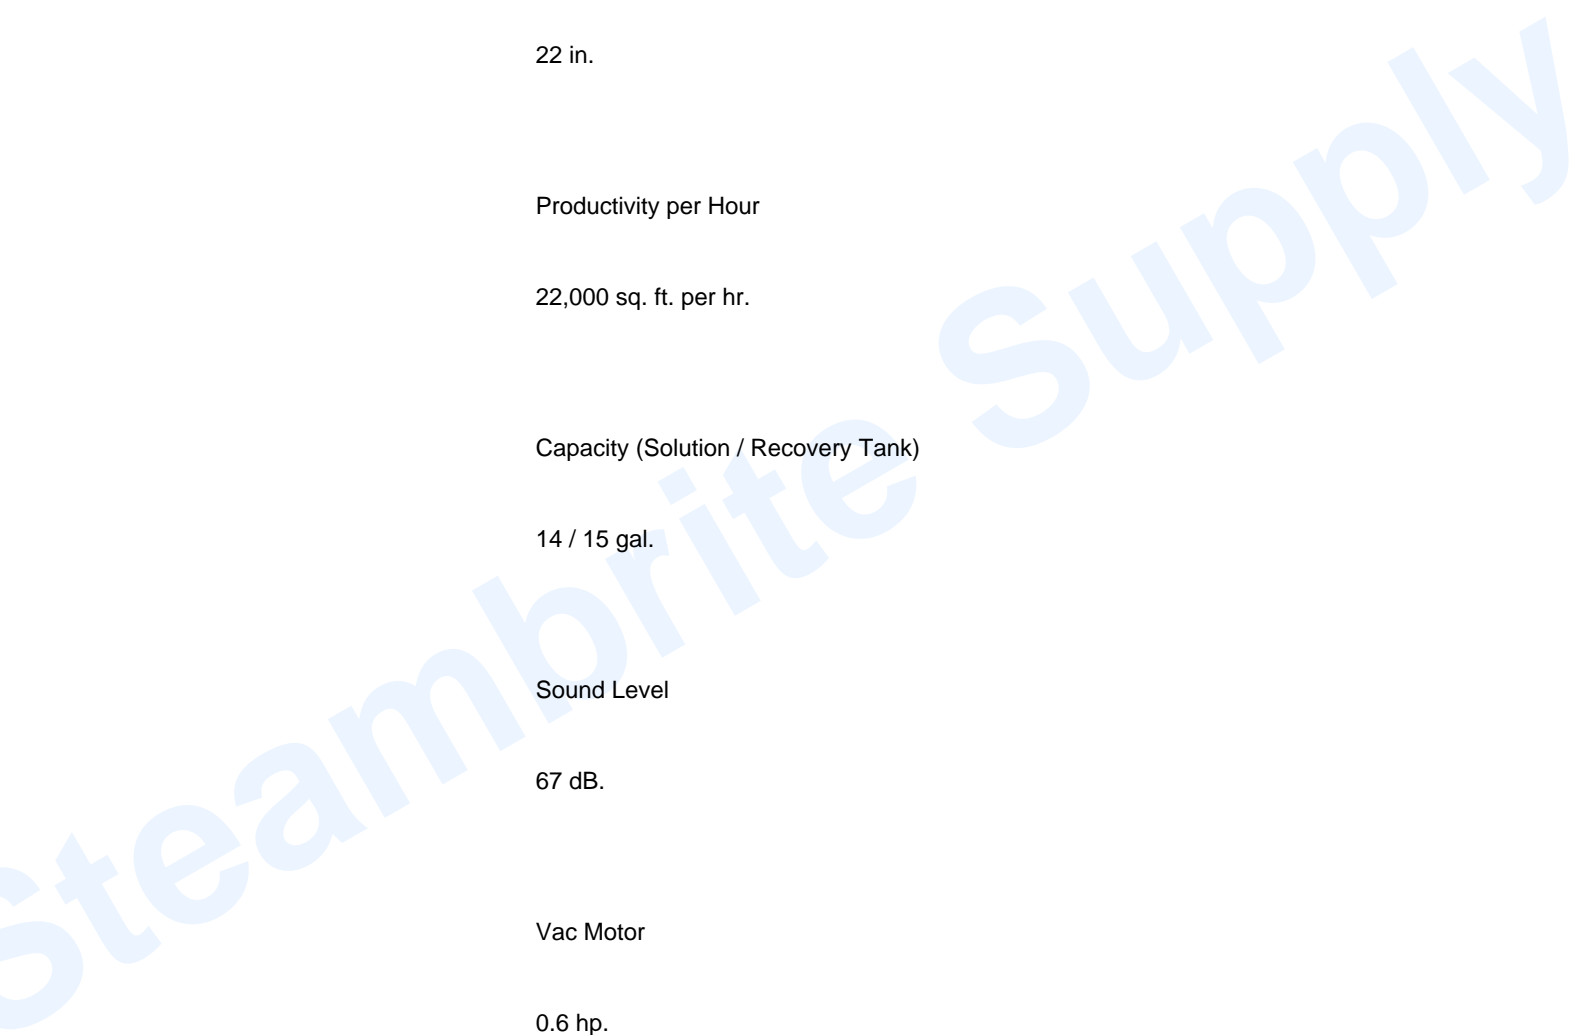 22 in.
Productivity per Hour
22,000 sq. ft. per hr.
Capacity (Solution / Recovery Tank)
14 / 15 gal.
Sound Level
67 dB.
Vac Motor
0.6 hp.
Steambrite Supply